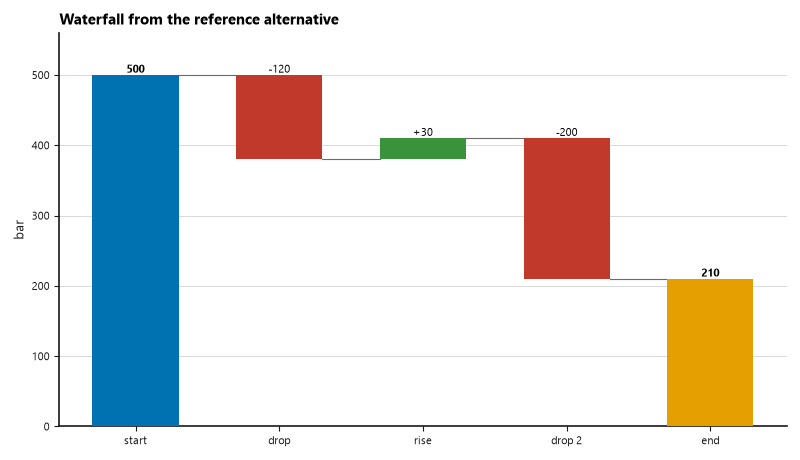 Waterfall from the reference alternative
500
-120
+30
-200
210
bar
500
400
300
200
100
0
start
drop
rise
drop 2
end